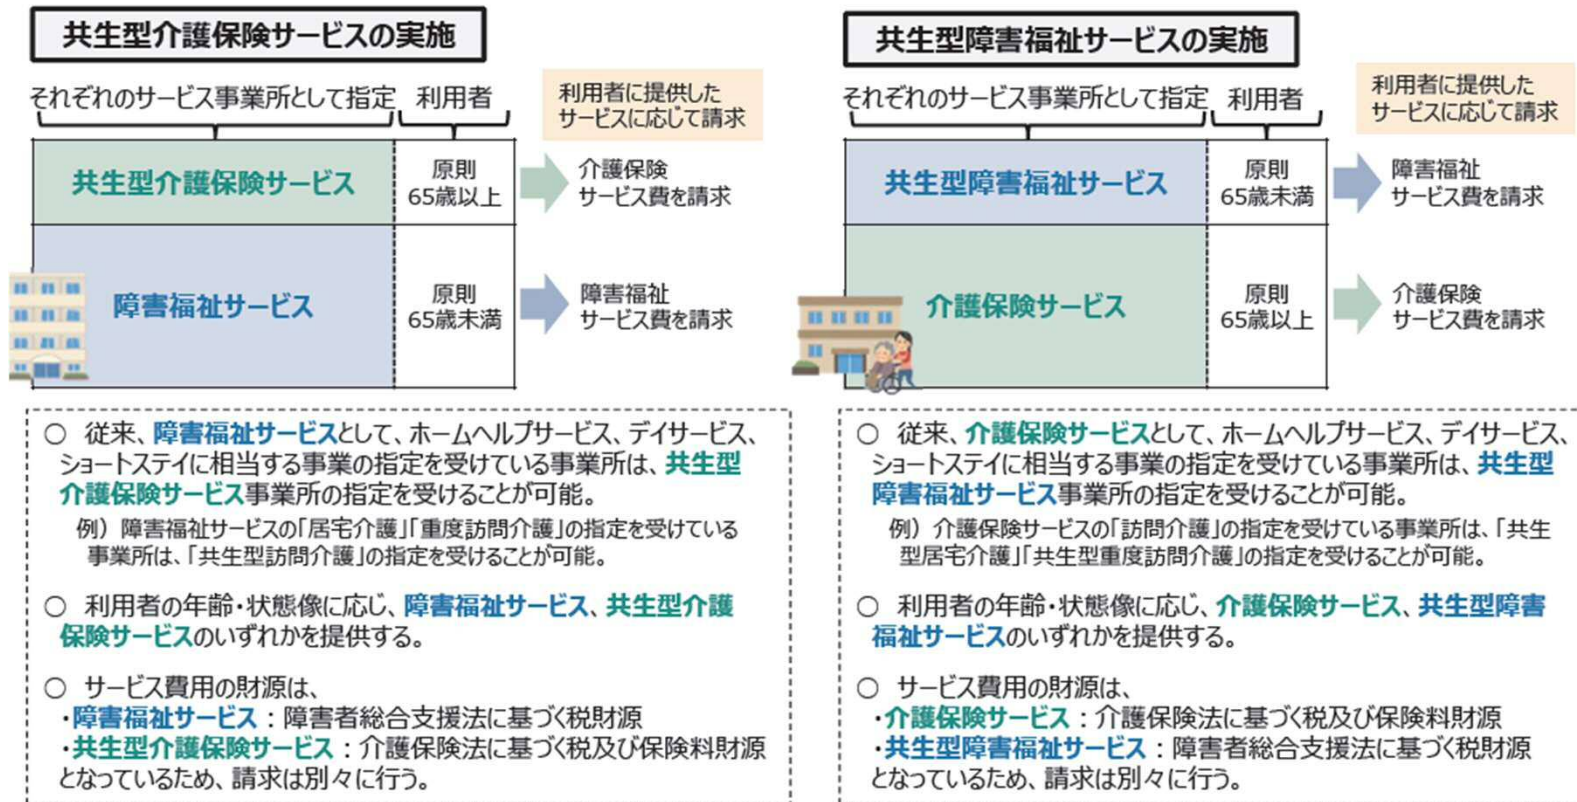 共生型介護保険サービスの実施
それぞれのサービス事業所として指定
利用者
利用者に提供した
サービスに応じて請求
共生型介護保険サービス
原則
65歳以上
介護保険
サービス費を請求
障害福祉サービス
原則
65歳未満
障害福祉
サービス費を請求
○ 従来、障害福祉サービスとして、ホームヘルプサービス、デイサービス、
ショートステイに相当する事業の指定を受けている事業所は、共生型
介護保険サービス事業所の指定を受けることが可能。
例）障害福祉サービスの「居宅介護」「重度訪問介護」の指定を受けている
事業所は、「共生型訪問介護」の指定を受けることが可能。
○ 利用者の年齢・状態像に応じ、障害福祉サービス、共生型介護
保険サービスのいずれかを提供する。
○ サービス費用の財源は、
・障害福祉サービス：障害者総合支援法に基づく税財源
・共生型介護保険サービス：介護保険法に基づく税及び保険料財源
となっているため、請求は別々に行う。
共生型障害福祉サービスの実施
それぞれのサービス事業所として指定
利用者
利用者に提供した
サービスに応じて請求
共生型障害福祉サービス
原則
65歳未満
障害福祉
サービス費を請求
介護保険サービス
原則
65歳以上
介護保険
サービス費を請求
○ 従来、介護保険サービスとして、ホームヘルプサービス、デイサービス、
ショートステイに相当する事業の指定を受けている事業所は、共生型
障害福祉サービス事業所の指定を受けることが可能。
例）介護保険サービスの「訪問介護」の指定を受けている事業所は、「共生
型居宅介護」「共生型重度訪問介護」の指定を受けることが可能。
○ 利用者の年齢・状態像に応じ、介護保険サービス、共生型障害
福祉サービスのいずれかを提供する。
○ サービス費用の財源は、
・介護保険サービス：介護保険法に基づく税及び保険料財源
・共生型障害福祉サービス：障害者総合支援法に基づく税財源
となっているため、請求は別々に行う。